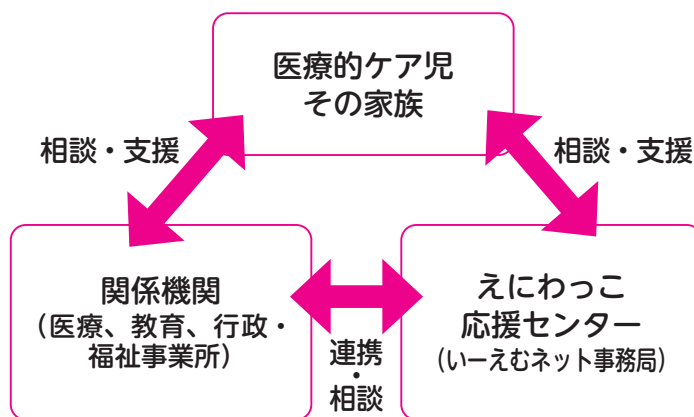 医療的ケア児
その家族
相談・支援
相談・支援
関係機関
（医療、教育、行政・
福祉事業所）
えにわっこ
応援センター
（いーえむネット事務局）
連携
・
相談